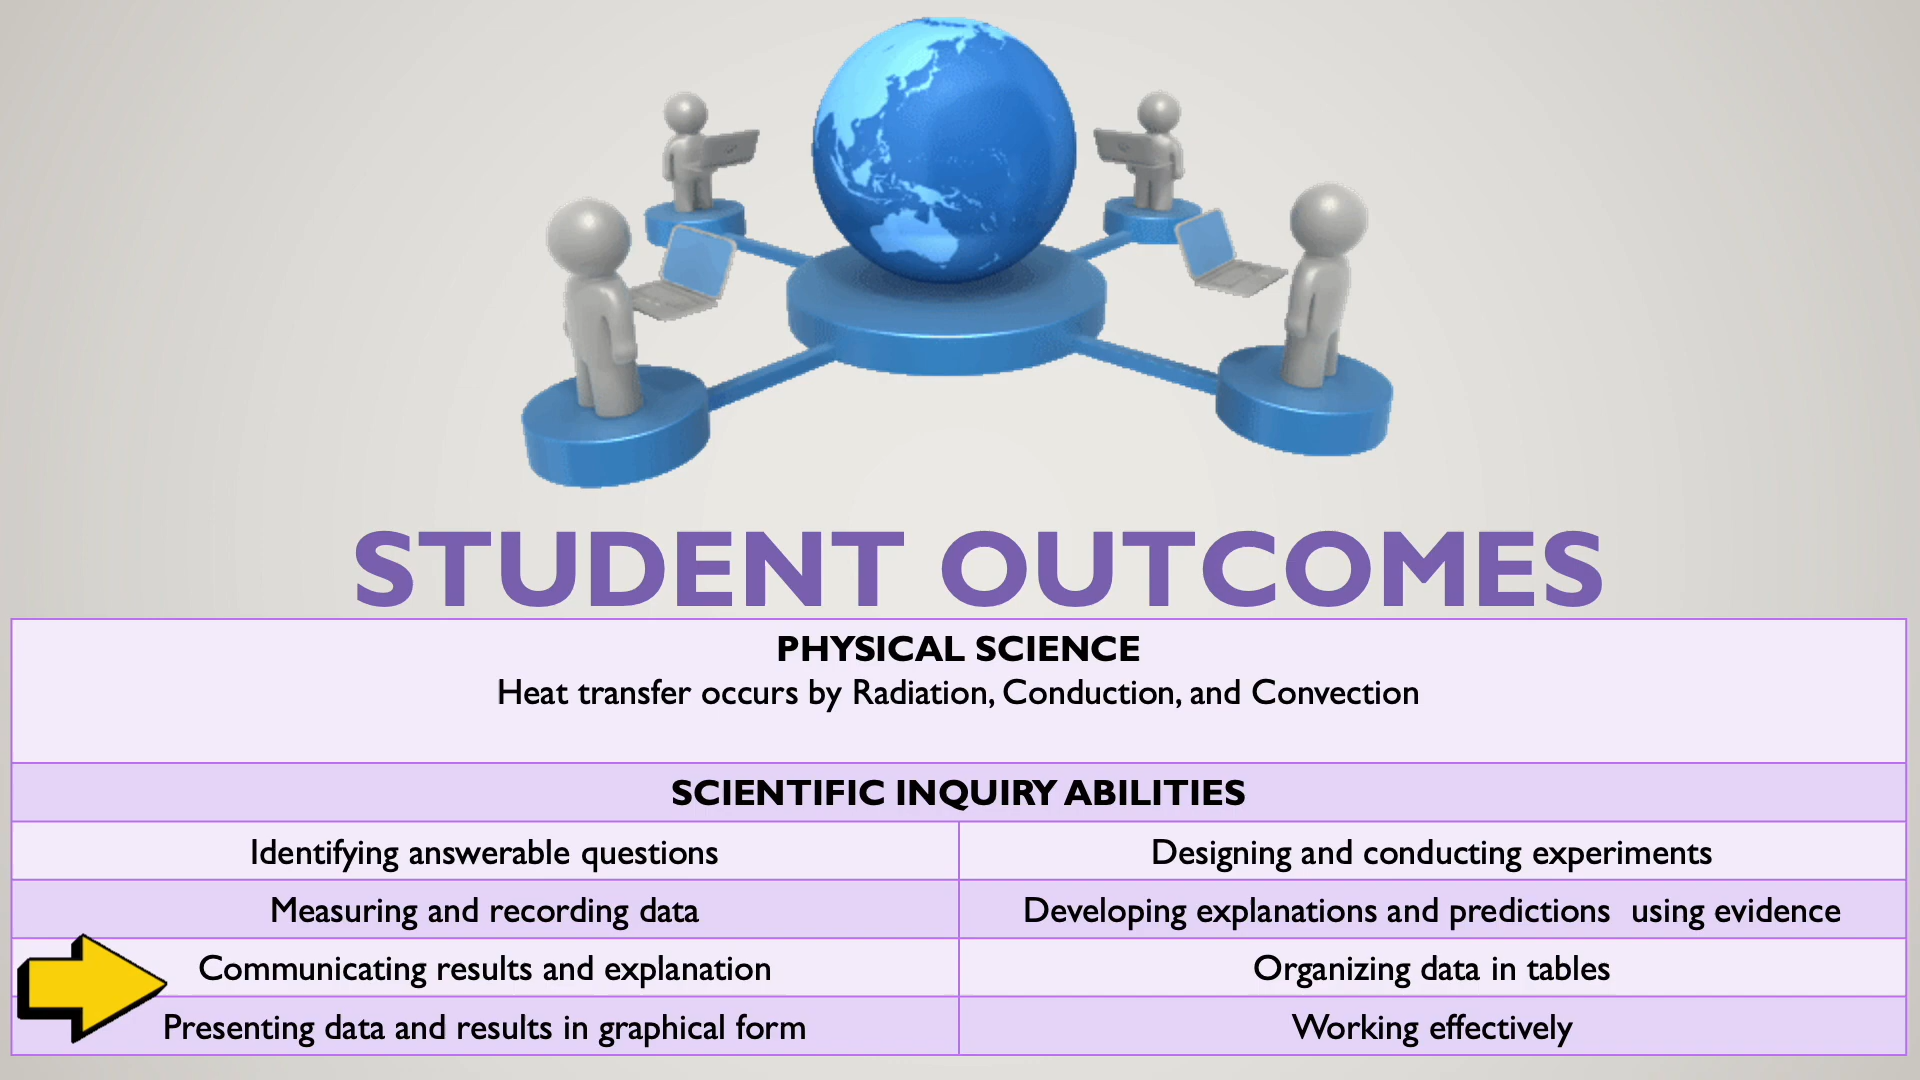 STUDENT OUTCOMES
PHYSICAL SCIENCE
Heat transfer occurs by Radiation, Conduction, and Convection
SCIENTIFIC INQUIRY ABILITIES
Identifying answerable questions
Designing and conducting experiments
Measuring and recording data
Developing explanations and predictions  using evidence
Communicating results and explanation
Organizing data in tables
Presenting data and results in graphical form
Working effectively